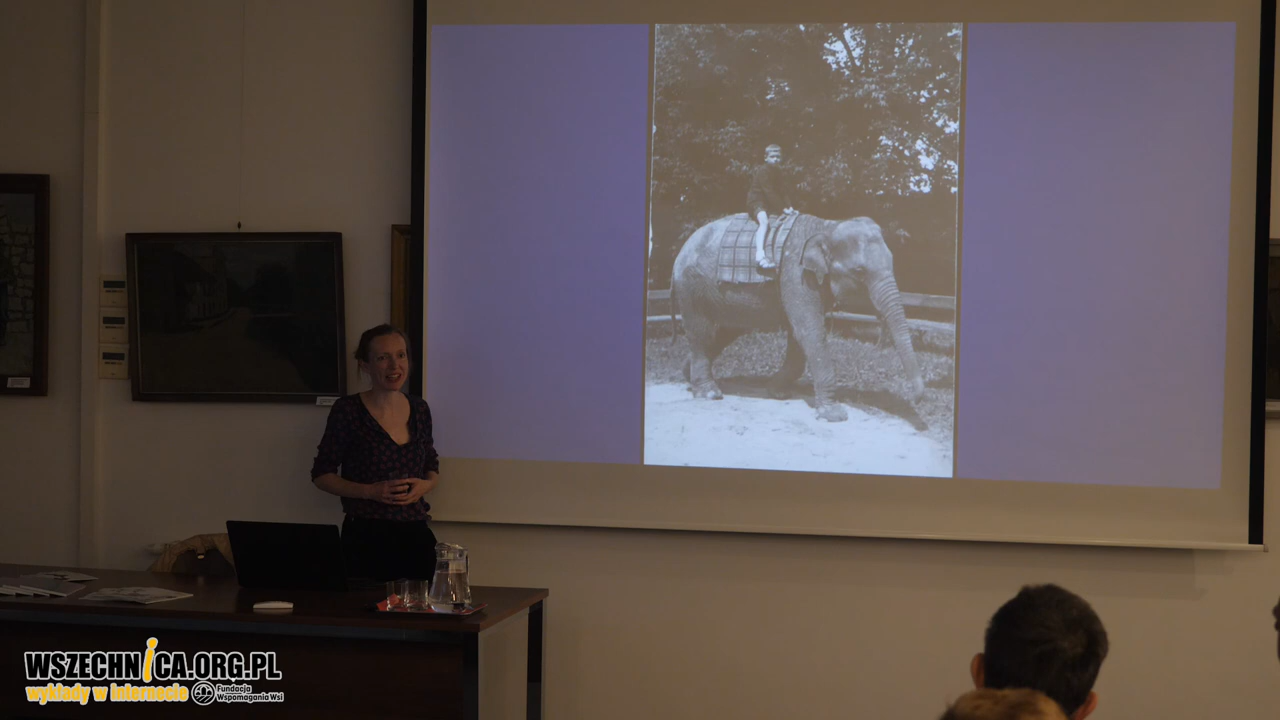 WSZECHNICA.ORG.PL
wykłady w internecie
Fundacja
Wspomagania Wsi